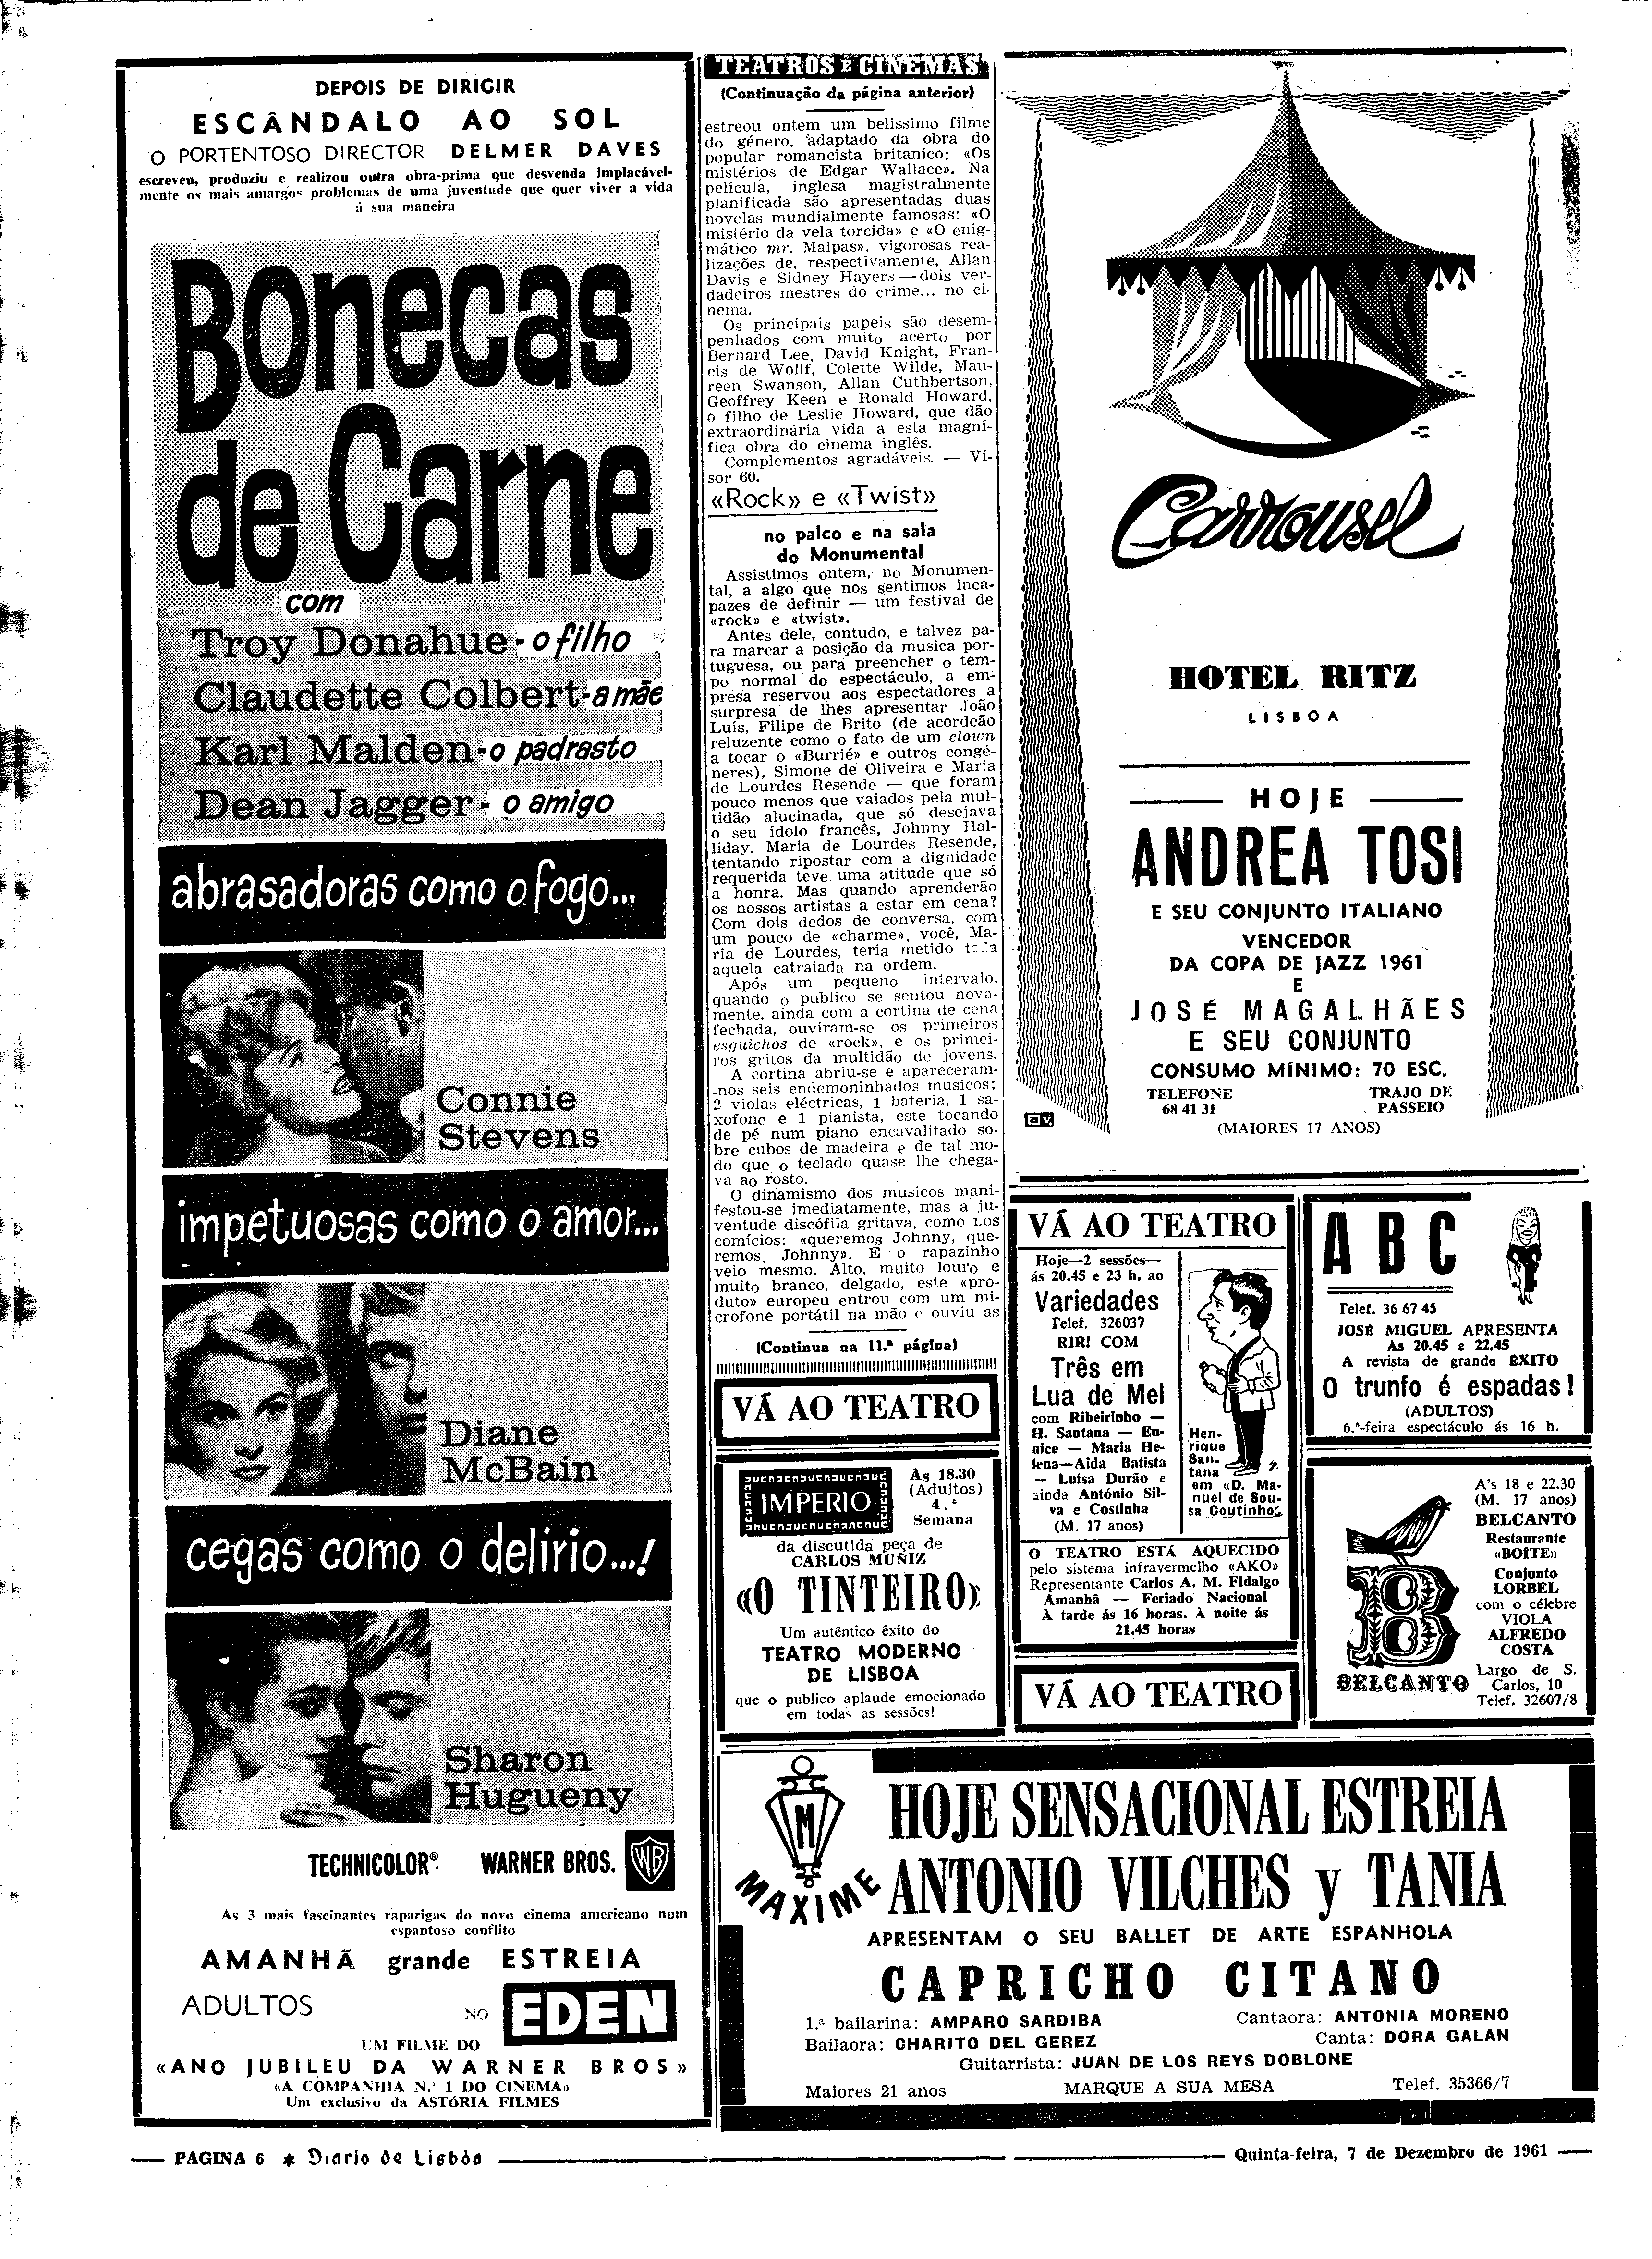 DEPOIS DE DIRIGIR
ESCÂNDALO AO SOL
O PORTENTOSO DIRECTOR DELMER DAVES
escreveu, produziu e realizou outra obra-prima que desvenda implacável-
mente os mais amargos problemas de uma juventude que quer viver a vida
á sua maneira
Bonecas
de Carne
com
Troy Donahue - o filho
Claudette Colbert - a mãe
Karl Malden - o padrasto
Dean Jagger - o amigo
abrasadoras como o fogo...
Connie
Stevens
impetuosas como o amor...
Diane
McBain
cegas como o delirio...!
Sharon
Hugueny
TECHNICOLOR® WARNER BROS. WB
As 3 mais fascinantes raparigas do novo cinema americano num
espantoso conflito
AMANHÃ grande ESTREIA
ADULTOS NO EDEN
UM FILME DO
«ANO JUBILEU DA WARNER BROS»
«A COMPANHIA N.º 1 DO CINEMA»
Um exclusivo da ASTÓRIA FILMES
TEATROS E CINEMAS
(Continuação da página anterior)
estreou ontem um belissimo filme
do género, adaptado da obra do
popular romancista britanico: «Os
mistérios de Edgar Wallace». Na
película, inglesa magistralmente
planificada são apresentadas duas
novelas mundialmente famosas: «O
mistério da vela torcida» e «O enig-
mático mr. Malpas», vigorosas rea-
lizações de, respectivamente, Allan
Davis e Sidney Hayers — dois ver-
dadeiros mestres do crime... no ci-
nema.
Os principais papeis são desem-
penhados com muito acerto por
Bernard Lee, David Knight, Fran-
cis de Wollf, Colette Wilde, Mau-
reen Swanson, Allan Cuthbertson,
Geoffrey Keen e Ronald Howard,
o filho de Leslie Howard, que dão
extraordinária vida a esta magní-
fica obra do cinema inglês.
Complementos agradáveis. — Vi-
sor 60.
«Rock» e «Twist»
no palco e na sala
do Monumental
Assistimos ontem, no Monumen-
tal, a algo que nos sentimos inca-
pazes de definir — um festival de
«rock» e «twist».
Antes dele, contudo, e talvez pa-
ra marcar a posição da musica por-
tuguesa, ou para preencher o tem-
po normal do espectáculo, a em-
presa reservou aos espectadores a
surpresa de lhes apresentar João
Luís, Filipe de Brito (de acordeão
reluzente como o fato de um clown
a tocar o «Burrié» e outros congé-
neres), Simone de Oliveira e Maria
de Lourdes Resende — que foram
pouco menos que vaiados pela mul-
tidão alucinada, que só desejava
o seu ídolo francês, Johnny Hal-
liday. Maria de Lourdes Resende,
tentando ripostar com a dignidade
requerida teve uma atitude que só
a honra. Mas quando aprenderão
os nossos artistas a estar em cena?
Com dois dedos de conversa, com
um pouco de «charme», você, Ma-
ria de Lourdes, teria metido
aquela catraiada na ordem.
Após um pequeno intervalo,
quando o publico se sentou nova-
mente, ainda com a cortina de cena
fechada, ouviram-se os primeiros
esguichos de «rock», e os primei-
ros gritos da multidão de jovens.
A cortina abriu-se e apareceram-
-nos seis endemoninhados musicos:
2 violas eléctricas, 1 bateria, 1 sa-
xofone e 1 pianista, este tocando
de pé num piano encavalitado so-
bre cubos de madeira e de tal mo-
do que o teclado quase lhe chega-
va ao rosto.
O dinamismo dos musicos mani-
festou-se imediatamente, mas a ju-
ventude discófila gritava, como nos
comícios: «queremos Johnny, que-
remos, Johnny». E o rapazinho
veio mesmo. Alto, muito louro e
muito branco, delgado, este «pro-
duto» europeu entrou com um mi-
crofone portátil na mão e ouviu as
(Continua na 11.ª página)
VÁ AO TEATRO
IMPERIO
As 18.30
(Adultos)
4.ª
Semana
da discutida peça de
CARLOS MUÑIZ
«O TINTEIRO»
Um autêntico êxito do
TEATRO MODERNO
DE LISBOA
que o publico aplaude emocionado
em todas as sessões!
Carrousel
HOTEL RITZ
LISBOA
HOJE
ANDREA TOSI
E SEU CONJUNTO ITALIANO
VENCEDOR
DA COPA DE JAZZ 1961
E
JOSÉ MAGALHÃES
E SEU CONJUNTO
CONSUMO MÍNIMO: 70 ESC.
TELEFONE
68 41 31
TRAJO DE
PASSEIO
av.
(MAIORES 17 ANOS)
VÁ AO TEATRO
Hoje—2 sessões—
ás 20.45 e 23 h. ao
Variedades
Telef. 326037
RIRI COM
Três em
Lua de Mel
com Ribeirinho —
H. Santana — Eu-
nice — Maria He-
lena—Aida Batista
— Luisa Durão e
ainda António Sil-
va e Costinha
(M. 17 anos)
Hen-
rique
San-
tana
em «D. Ma-
nuel de Sou-
sa Coutinho»
O TEATRO ESTÁ AQUECIDO
pelo sistema infravermelho «AKO»
Representante Carlos A. M. Fidalgo
Amanhã — Feriado Nacional
À tarde ás 16 horas. À noite ás
21.45 horas
VÁ AO TEATRO
ABC
Telef. 36 67 45
JOSÉ MIGUEL APRESENTA
As 20.45 e 22.45
A revista de grande ÊXITO
O trunfo é espadas!
(ADULTOS)
6.ª-feira espectáculo ás 16 h.
A's 18 e 22.30
(M. 17 anos)
BELCANTO
Restaurante
«BOITE»
Conjunto
LORBEL
com o célebre
VIOLA
ALFREDO
COSTA
Largo de S.
Carlos, 10
Telef. 32607/8
B
BELCANTO
M
MAXIME
HOJE SENSACIONAL ESTREIA
ANTONIO VILCHES y TANIA
APRESENTAM O SEU BALLET DE ARTE ESPANHOLA
CAPRICHO CITANO
1.ª bailarina: AMPARO SARDIBA
Cantaora: ANTONIA MORENO
Bailaora: CHARITO DEL GEREZ
Canta: DORA GALAN
Guitarrista: JUAN DE LOS REYS DOBLONE
Maiores 21 anos
MARQUE A SUA MESA
Telef. 35366/7
PAGINA 6 * Diario de Lisbôa
Quinta-feira, 7 de Dezembro de 1961